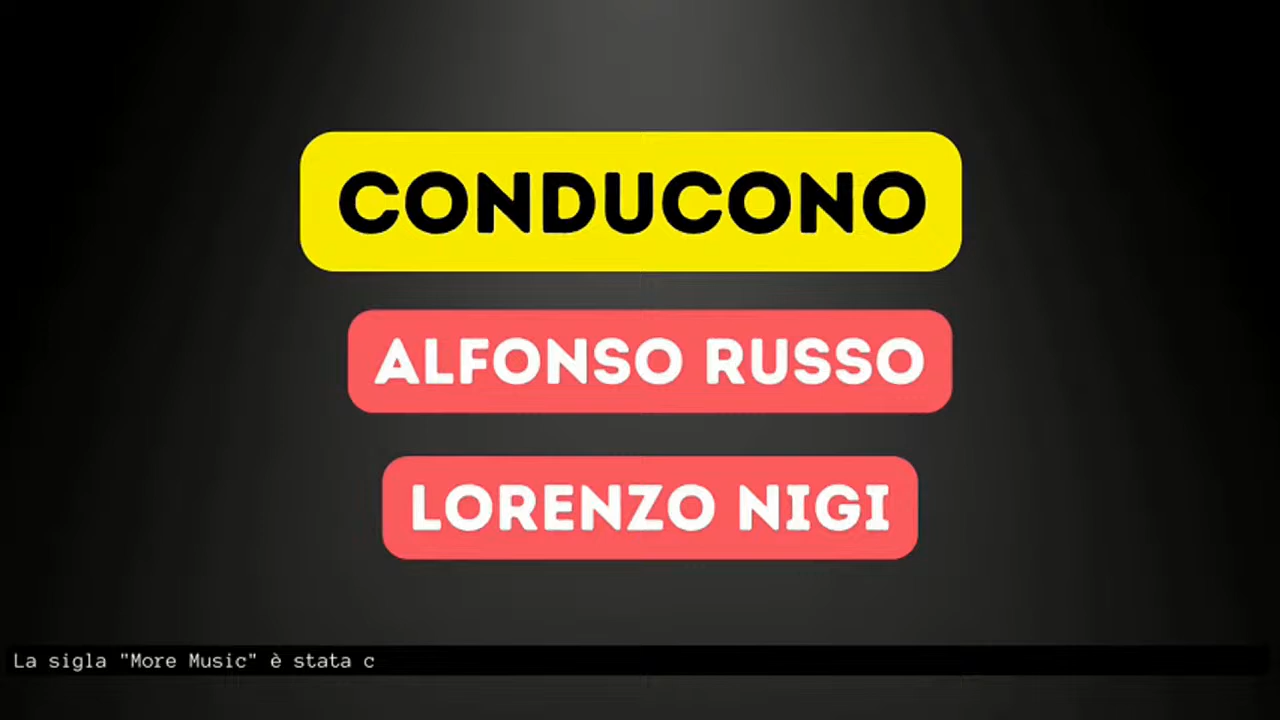 CONDUCONO
ALFONSO RUSSO
LORENZO NIGI
La sigla "More Music" è stata c